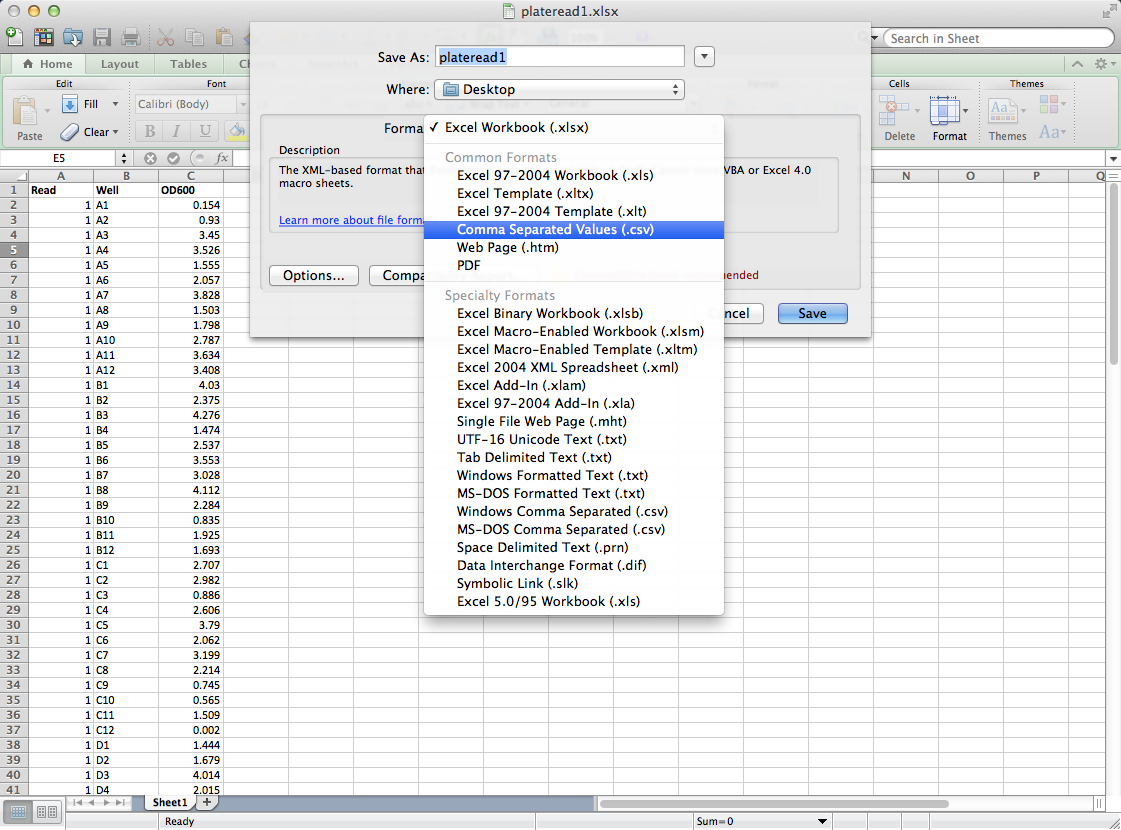 plateread1.xlsx
Search in Sheet
Home Layout Tables
Edit Font Cells Themes
Paste Fill Clear Calibri (Body) B I U Delete Format Themes Aa
E5 fx
Save As: plateread1
Where: Desktop
Format: ✓ Excel Workbook (.xlsx)
Description
The XML-based format that VBA or Excel 4.0
macro sheets.
Learn more about file
Options...
Save
Common Formats
Excel 97-2004 Workbook (.xls)
Excel Template (.xltx)
Excel 97-2004 Template (.xlt)
Comma Separated Values (.csv)
Web Page (.htm)
PDF
Specialty Formats
Excel Binary Workbook (.xlsb)
Excel Macro-Enabled Workbook (.xlsm)
Excel Macro-Enabled Template (.xltm)
Excel 2004 XML Spreadsheet (.xml)
Excel Add-In (.xlam)
Excel 97-2004 Add-In (.xla)
Single File Web Page (.mht)
UTF-16 Unicode Text (.txt)
Tab Delimited Text (.txt)
Windows Formatted Text (.txt)
MS-DOS Formatted Text (.txt)
Windows Comma Separated (.csv)
MS-DOS Comma Separated (.csv)
Space Delimited Text (.prn)
Data Interchange Format (.dif)
Symbolic Link (.slk)
Excel 5.0/95 Workbook (.xls)
A B C N O P Q
1 Read Well OD600
2 1 A1 0.154
3 1 A2 0.93
4 1 A3 3.45
5 1 A4 3.526
6 1 A5 1.555
7 1 A6 2.057
8 1 A7 3.828
9 1 A8 1.503
10 1 A9 1.798
11 1 A10 2.787
12 1 A11 3.634
13 1 A12 3.408
14 1 B1 4.03
15 1 B2 2.375
16 1 B3 4.276
17 1 B4 1.474
18 1 B5 2.537
19 1 B6 3.553
20 1 B7 3.028
21 1 B8 4.112
22 1 B9 2.284
23 1 B10 0.835
24 1 B11 1.925
25 1 B12 1.693
26 1 C1 2.707
27 1 C2 2.982
28 1 C3 0.886
29 1 C4 2.606
30 1 C5 3.79
31 1 C6 2.062
32 1 C7 3.199
33 1 C8 2.214
34 1 C9 0.745
35 1 C10 0.565
36 1 C11 1.509
37 1 C12 0.002
38 1 D1 1.444
39 1 D2 1.679
40 1 D3 4.014
41 1 D4 2.015
Sheet1
Ready Sum=0